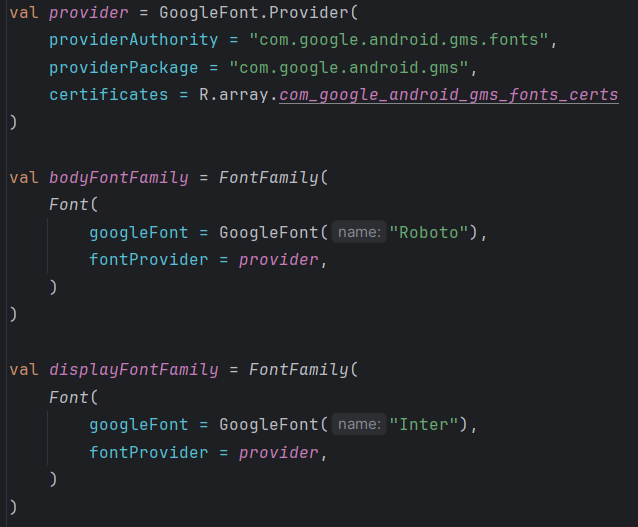 val provider = GoogleFont.Provider(
    providerAuthority = "com.google.android.gms.fonts",
    providerPackage = "com.google.android.gms",
    certificates = R.array.com_google_android_gms_fonts_certs
)

val bodyFontFamily = FontFamily(
    Font(
        googleFont = GoogleFont( name: "Roboto"),
        fontProvider = provider,
    )
)

val displayFontFamily = FontFamily(
    Font(
        googleFont = GoogleFont( name: "Inter"),
        fontProvider = provider,
    )
)